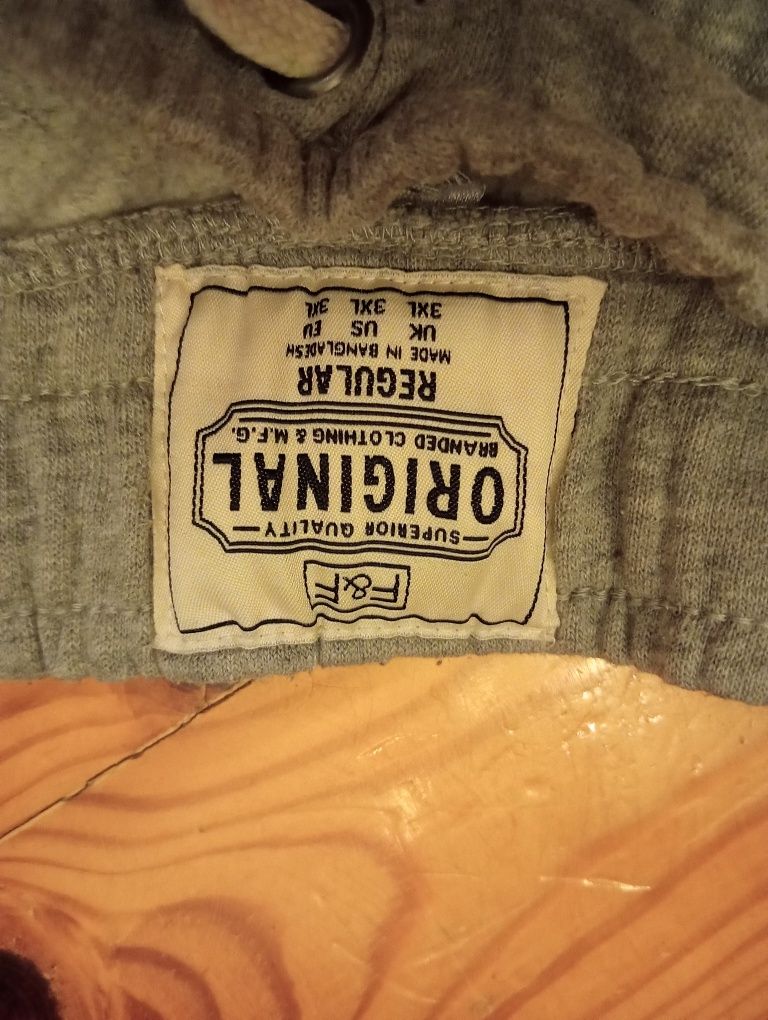 F&F
SUPERIOR QUALITY
ORIGINAL
BRANDED CLOTHING & M.F.G.
REGULAR
MADE IN BANGLADESH
UK US EU
3XL 3XL 3XL